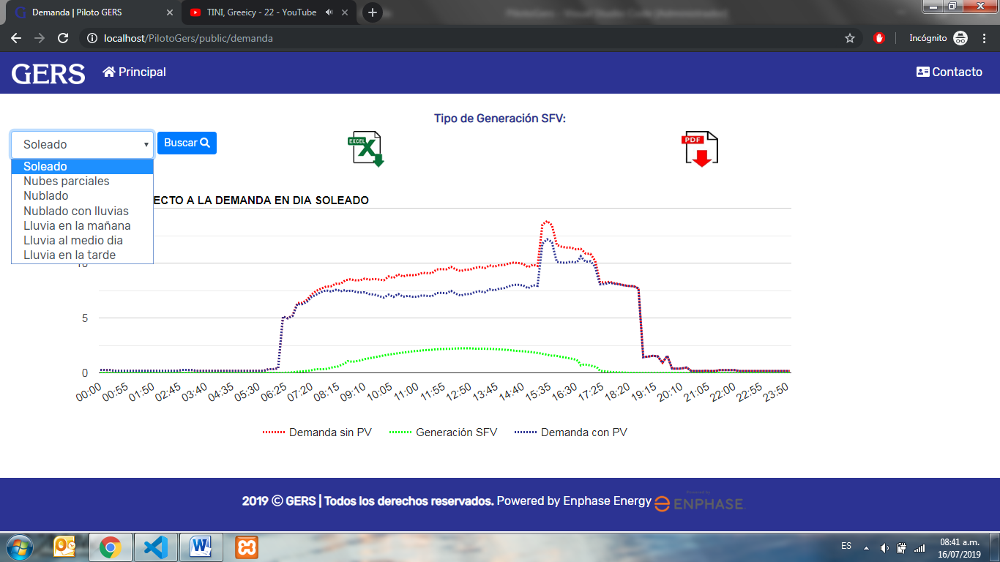 Demanda | Piloto GERS
TINI, Greeicy - 22 - YouTube
localhost/PilotoGers/public/demanda
Incógnito
GERS
Principal
Contacto
Tipo de Generación SFV:
Soleado
Buscar
EXCEL
X
PDF
Soleado
Nubes parciales
Nublado
Nublado con lluvias
Lluvia en la mañana
Lluvia al medio dia
Lluvia en la tarde
ECTO A LA DEMANDA EN DIA SOLEADO
10
5
0
00:00 00:55 01:50 02:45 03:40 04:35 05:30 06:25 07:20 08:15 09:10 10:05 11:00 11:55 12:50 13:45 14:40 15:35 16:30 17:25 18:20 19:15 20:10 21:05 22:00 22:55 23:50
Demanda sin PV Generación SFV Demanda con PV
2019 © GERS | Todos los derechos reservados. Powered by Enphase Energy
ENPHASE
ES
08:41 a.m.
16/07/2019